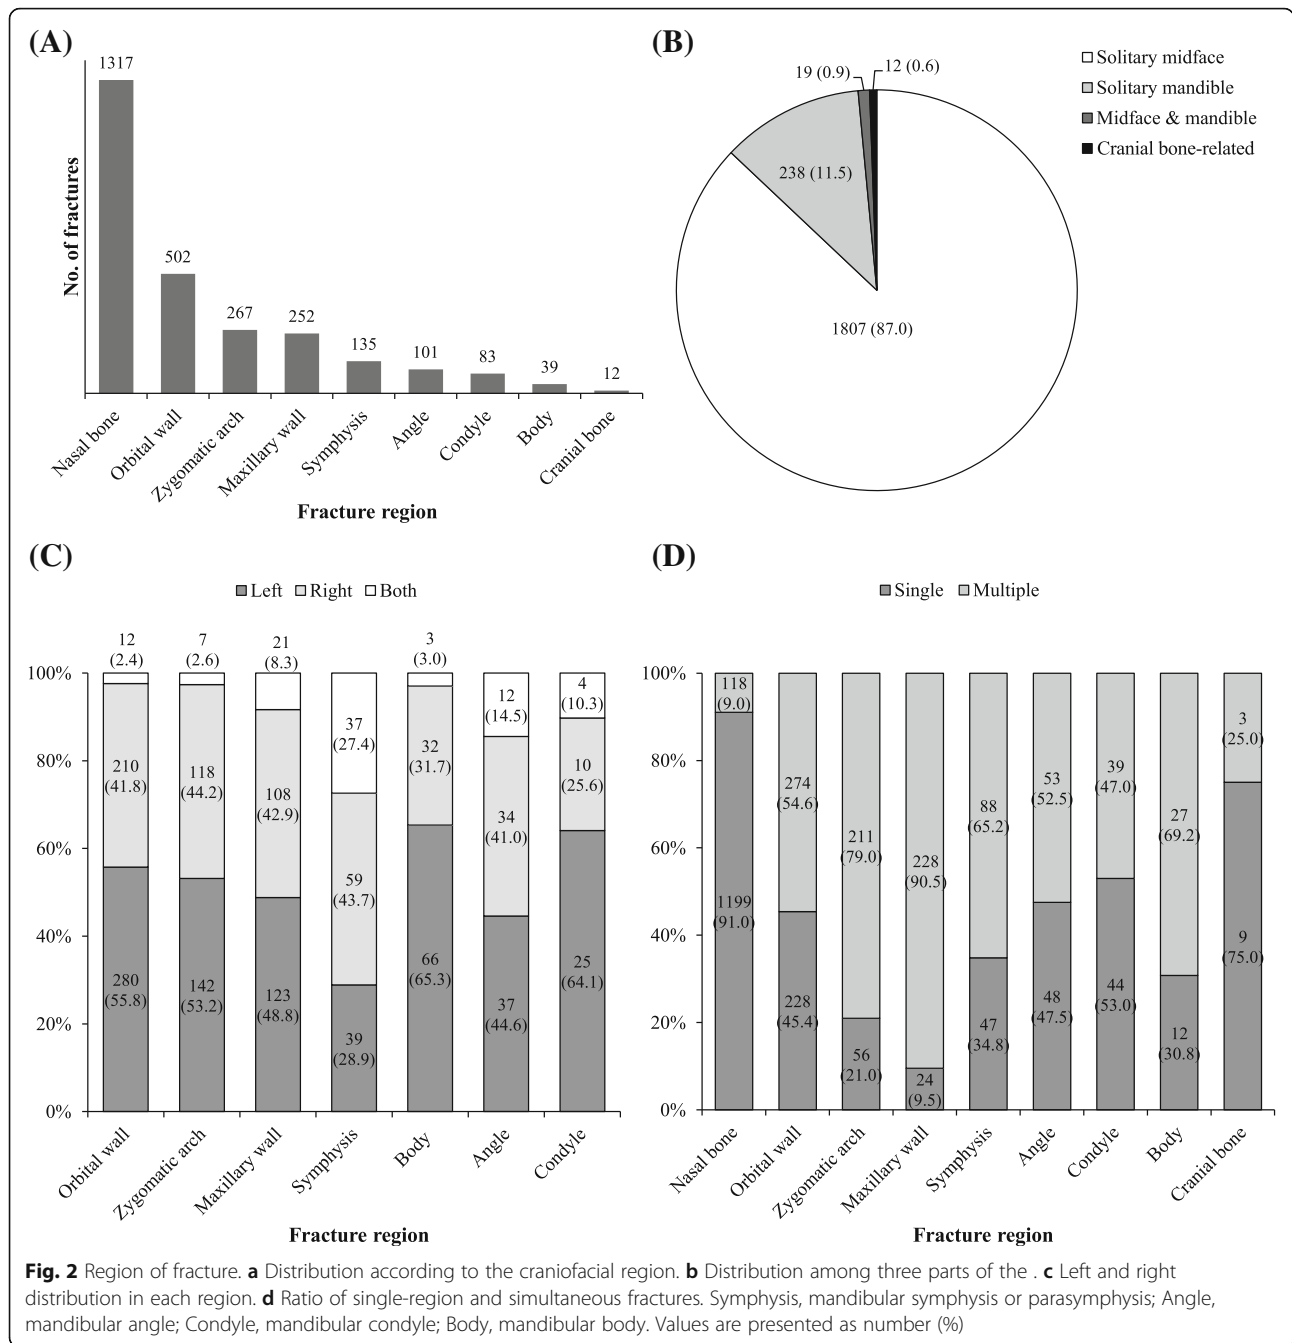 (A)
No. of fractures
1317
502
267
252
135
101
83
39
12
Nasal bone
Orbital wall
Zygomatic arch
Maxillary wall
Symphysis
Angle
Condyle
Body
Cranial bone
Fracture region
(B)
19 (0.9)
12 (0.6)
238 (11.5)
1807 (87.0)
Solitary midface
Solitary mandible
Midface & mandible
Cranial bone-related
(C)
Left Right Both
12
(2.4)
7
(2.6)
21
(8.3)
3
(3.0)
100%
80%
60%
40%
20%
0%
210
(41.8)
280
(55.8)
118
(44.2)
142
(53.2)
108
(42.9)
123
(48.8)
37
(27.4)
59
(43.7)
39
(28.9)
32
(31.7)
66
(65.3)
12
(14.5)
34
(41.0)
37
(44.6)
4
(10.3)
10
(25.6)
25
(64.1)
Orbital wall
Zygomatic arch
Maxillary wall
Symphysis
Body
Angle
Condyle
Fracture region
(D)
Single Multiple
100%
80%
60%
40%
20%
0%
118
(9.0)
1199
(91.0)
274
(54.6)
228
(45.4)
211
(79.0)
56
(21.0)
228
(90.5)
24
(9.5)
88
(65.2)
47
(34.8)
53
(52.5)
48
(47.5)
39
(47.0)
44
(53.0)
27
(69.2)
12
(30.8)
3
(25.0)
9
(75.0)
Nasal bone
Orbital wall
Zygomatic arch
Maxillary wall
Symphysis
Angle
Condyle
Body
Cranial bone
Fracture region
Fig. 2 Region of fracture. a Distribution according to the craniofacial region. b Distribution among three parts of the . c Left and right
distribution in each region. d Ratio of single-region and simultaneous fractures. Symphysis, mandibular symphysis or parasymphysis; Angle,
mandibular angle; Condyle, mandibular condyle; Body, mandibular body. Values are presented as number (%)